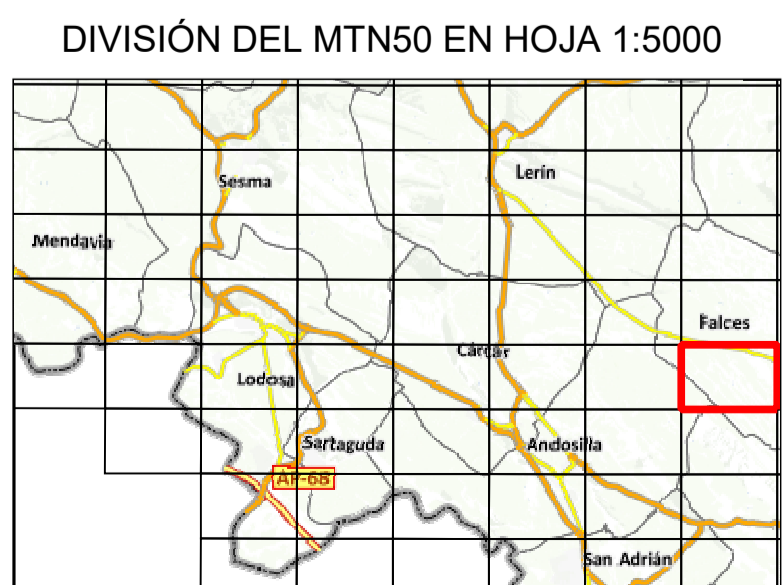 DIVISIÓN DEL MTN50 EN HOJA 1:5000
Lerín
Sesma
Mendavia
Falces
Cárcar
Lodosa
Sartaguda
Andosilla
AP-68
San Adrián